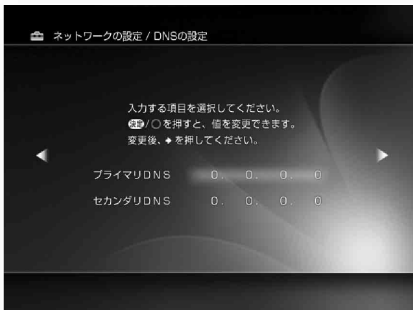 ネットワークの設定 / DNSの設定
入力する項目を選択してください。
決定/○を押すと、値を変更できます。
変更後、→を押してください。
プライマリDNS 0. 0. 0. 0
セカンダリDNS 0. 0. 0. 0